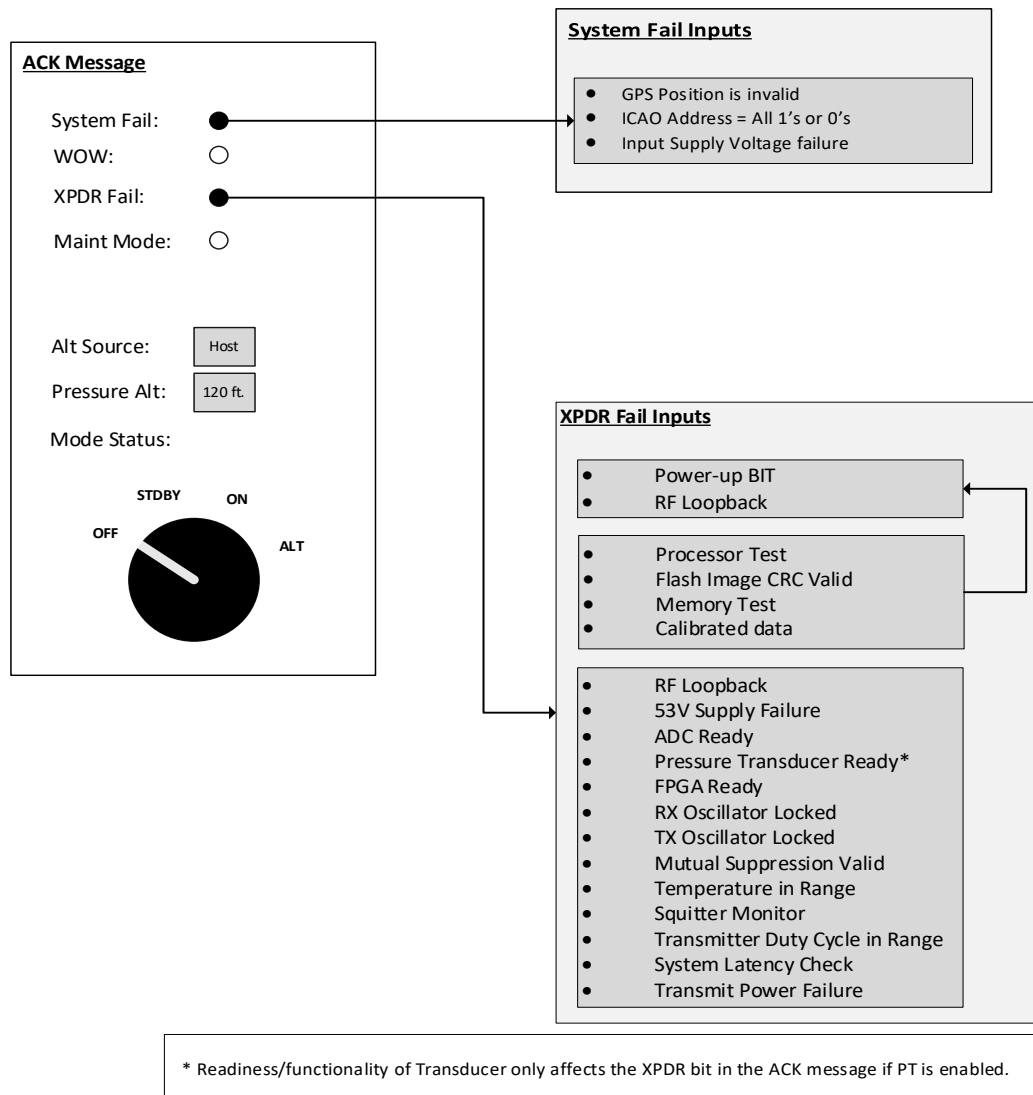 ACK Message
System Fail:
WOW:
XPDR Fail:
Maint Mode:
Alt Source:
Host
Pressure Alt:
120 ft.
Mode Status:
OFF
STDBY
ON
ALT
System Fail Inputs
• GPS Position is invalid
• ICAO Address = All 1’s or 0’s
• Input Supply Voltage failure
XPDR Fail Inputs
• Power-up BIT
• RF Loopback
• Processor Test
• Flash Image CRC Valid
• Memory Test
• Calibrated data
• RF Loopback
• 53V Supply Failure
• ADC Ready
• Pressure Transducer Ready*
• FPGA Ready
• RX Oscillator Locked
• TX Oscillator Locked
• Mutual Suppression Valid
• Temperature in Range
• Squitter Monitor
• Transmitter Duty Cycle in Range
• System Latency Check
• Transmit Power Failure
* Readiness/functionality of Transducer only affects the XPDR bit in the ACK message if PT is enabled.